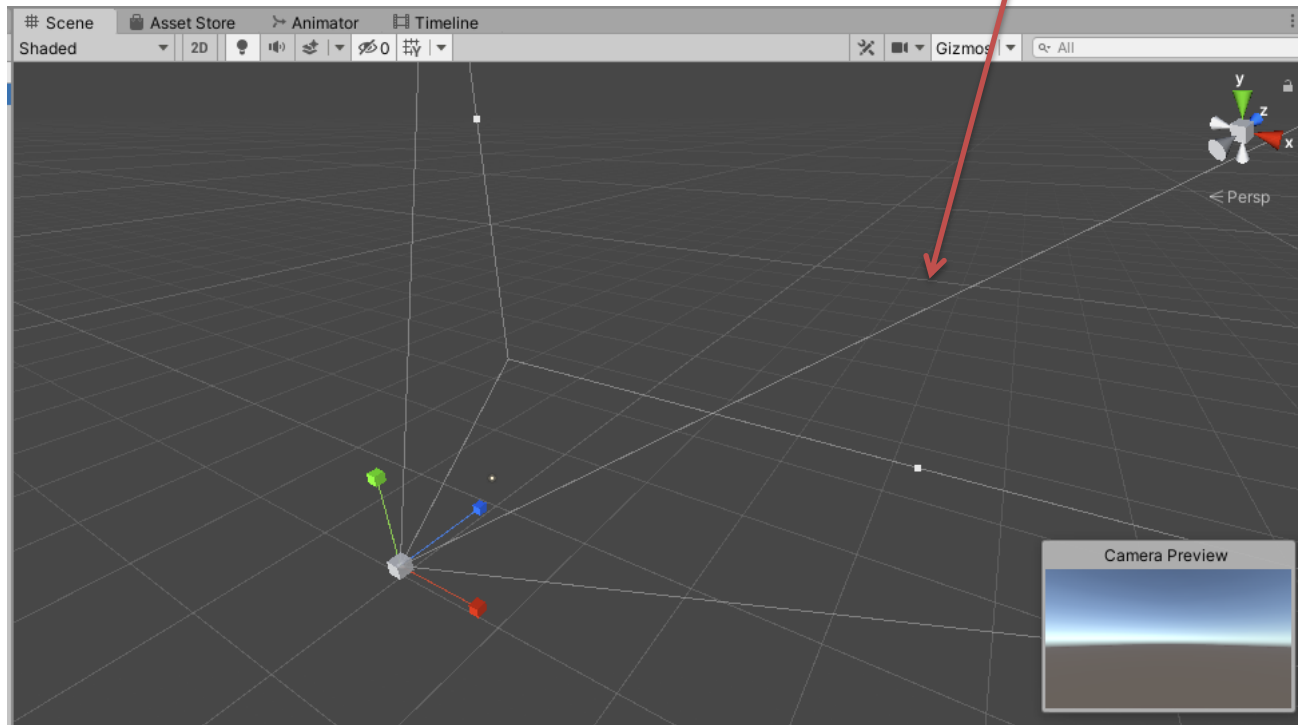 Scene Asset Store Animator Timeline
Shaded 2D 0 Gizmos All
y
z
x
Persp
Camera Preview